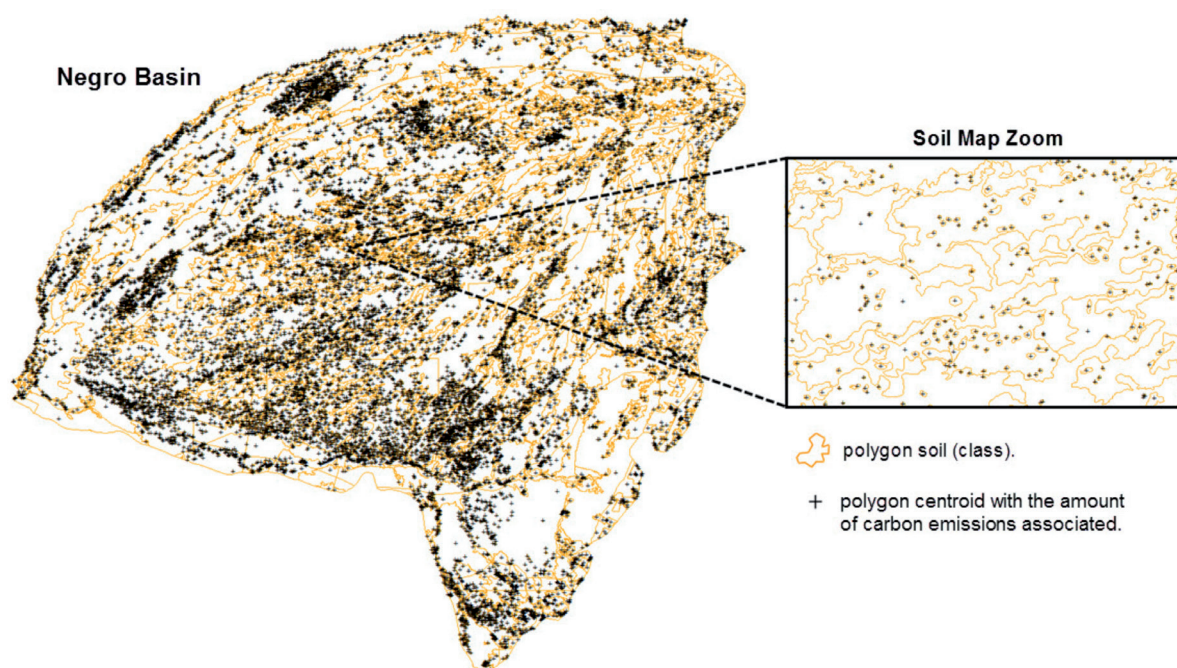 Negro Basin
Soil Map Zoom
polygon soil (class).
polygon centroid with the amount
of carbon emissions associated.